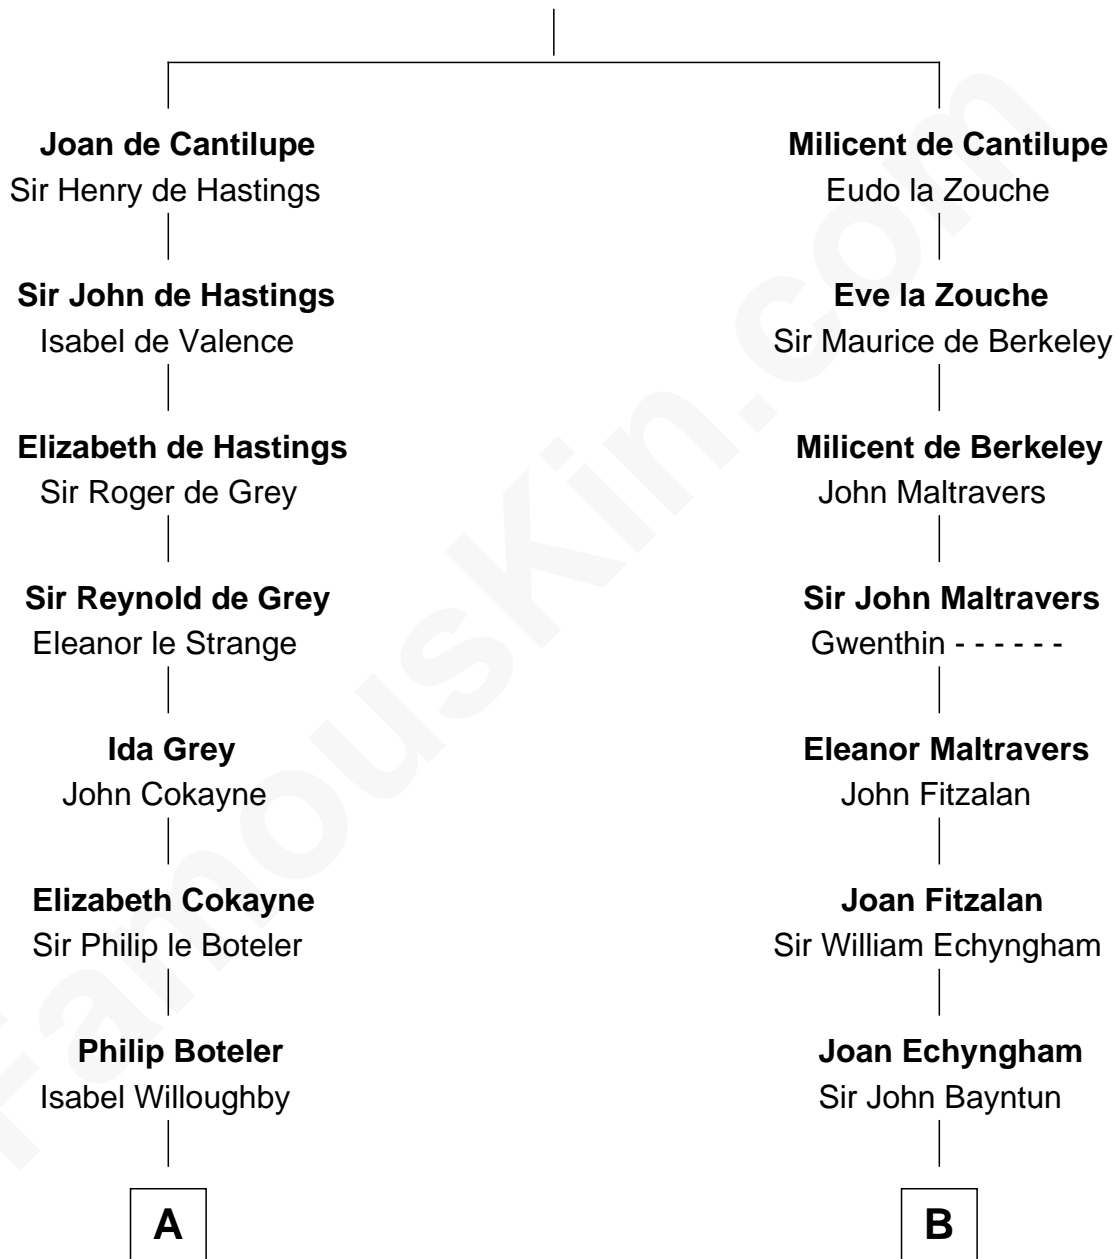 Joan de Cantilupe
Sir Henry de Hastings
Sir John de Hastings
Isabel de Valence
Elizabeth de Hastings
Sir Roger de Grey
Sir Reynold de Grey
Eleanor le Strange
Ida Grey
John Cokayne
Elizabeth Cokayne
Sir Philip le Boteler
Philip Boteler
Isabel Willoughby
A
Milicent de Cantilupe
Eudo la Zouche
Eve la Zouche
Sir Maurice de Berkeley
Milicent de Berkeley
John Maltravers
Sir John Maltravers
Gwenthin - - - - - -
Eleanor Maltravers
John Fitzalan
Joan Fitzalan
Sir William Echyngham
Joan Echyngham
Sir John Bayntun
B
FamousKin.com